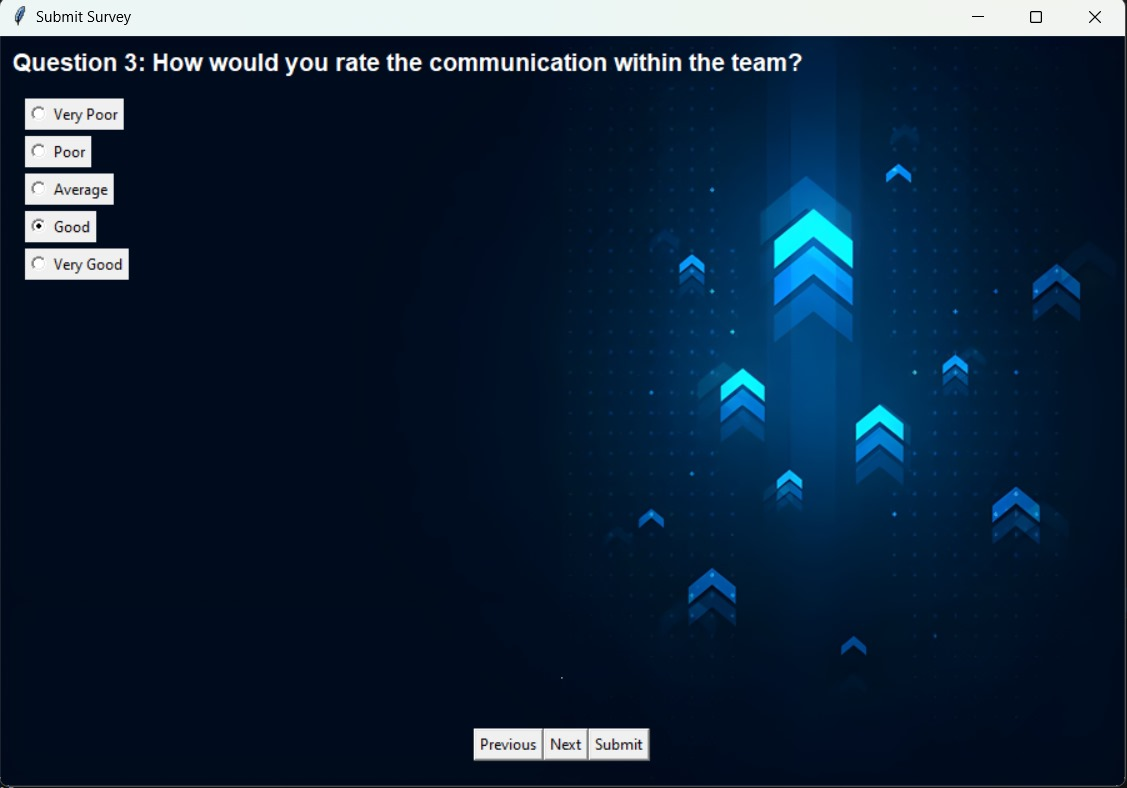 Submit Survey
Question 3: How would you rate the communication within the team?
Very Poor
Poor
Average
Good
Very Good
Previous Next Submit